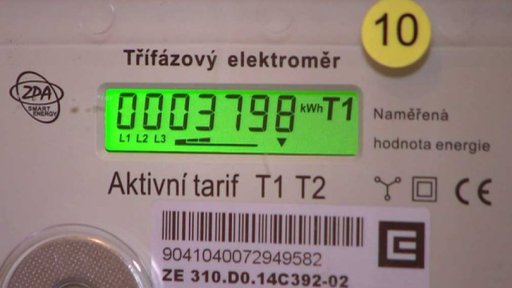 10
Třífázový elektroměr
ZPA
SMART
ENERGY
0003798 kWh T1
L1 L2 L3
Naměřená
hodnota energie
Aktivní tarif T1 T2
CE
9041040072949582
ZE 310.D0.14C392-02